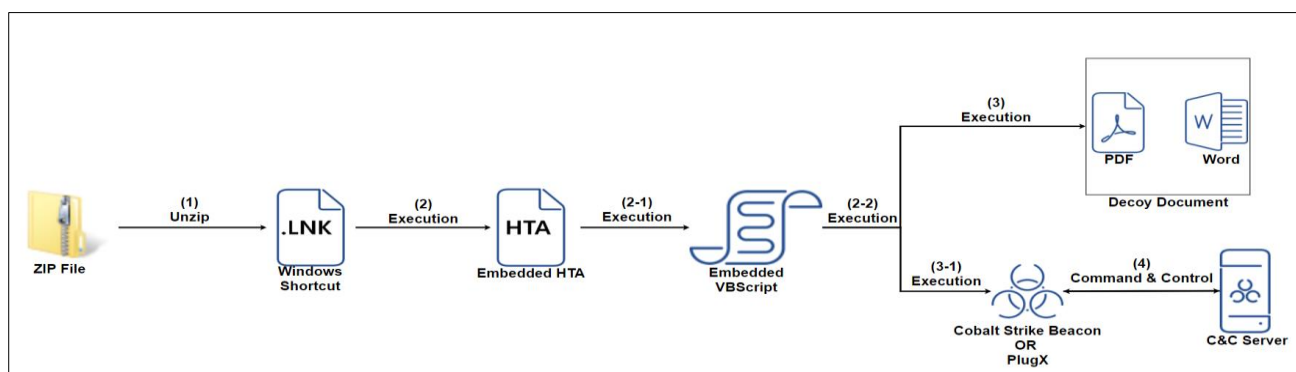 (1)
Unzip
ZIP File
.LNK
Windows
Shortcut
(2)
Execution
HTA
Embedded HTA
(2-1)
Execution
Embedded
VBScript
(2-2)
Execution
(3)
Execution
PDF
W
Word
Decoy Document
(3-1)
Execution
Cobalt Strike Beacon
OR
PlugX
(4)
Command & Control
C&C Server